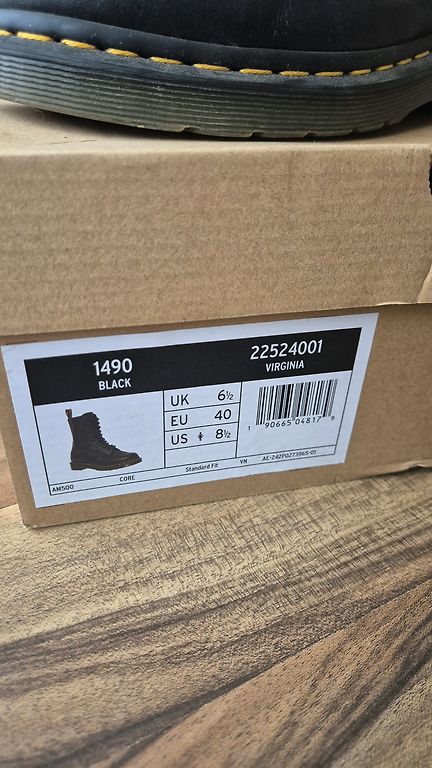 1490
BLACK
22524001
VIRGINIA
UK 6½
EU 40
US 8½
1 90665 04817 9
AM500
CORE
Standard Fit
VN
AE-242P0273965-01